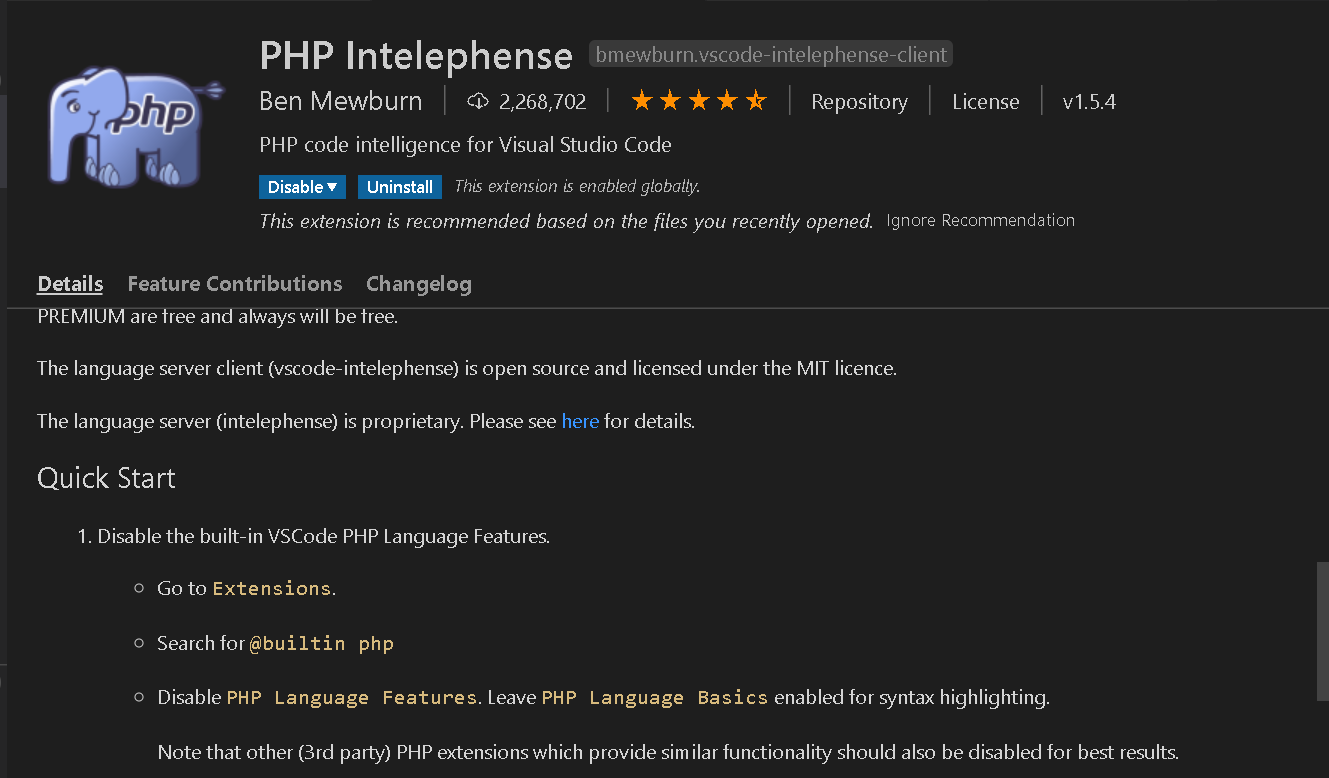 php
PHP Intelephense bmewburn.vscode-intelephense-client
Ben Mewburn 2,268,702 Repository License v1.5.4
PHP code intelligence for Visual Studio Code
Disable Uninstall This extension is enabled globally.
This extension is recommended based on the files you recently opened. Ignore Recommendation
Details Feature Contributions Changelog
PREMIUM are free and always will be free.
The language server client (vscode-intelephense) is open source and licensed under the MIT licence.
The language server (intelephense) is proprietary. Please see here for details.
Quick Start
1. Disable the built-in VSCode PHP Language Features.
Go to Extensions.
Search for @builtin php
Disable PHP Language Features. Leave PHP Language Basics enabled for syntax highlighting.
Note that other (3rd party) PHP extensions which provide similar functionality should also be disabled for best results.